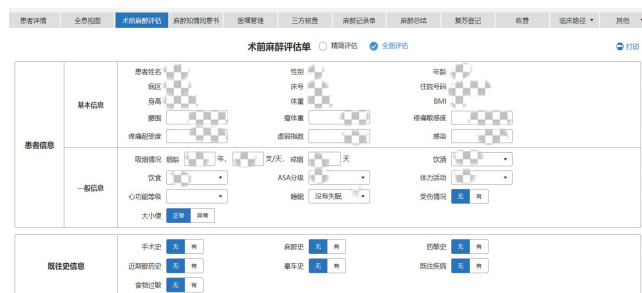 患者详情 全息视图 术前麻醉评估 麻醉知情同意书 医嘱管理 三方核查 麻醉记录单 麻醉总结 复苏登记 收费 临床路径 其他
术前麻醉评估单 精简评估 全面评估 打印
患者姓名 性别 年龄
病区 床号 住院号码
身高 体重 BMI
基本信息
腰围 瘦体重 疼痛敏感度
疼痛耐受度 虚弱指数 感染
患者信息
吸烟情况 烟龄 年, 支/天, 戒烟 天 饮酒
饮食 ASA分级 体力活动
一般信息
心功能等级 睡眠 没有失眠 受伤情况 无 有
大小便 正常 异常
手术史 无 有 麻醉史 无 有 药敏史 无 有
既往史信息 近期服药史 无 有 晕车史 无 有 既往疾病 无 有
食物过敏 无 有